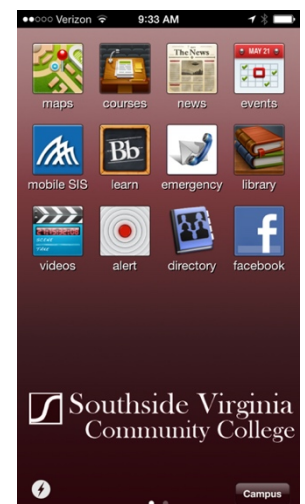 Verizon 9:33 AM
The News
MAY 21
maps courses news events
Bb
mobile SIS learn emergency library
videos alert directory facebook
f
Southside Virginia
Community College
Campus